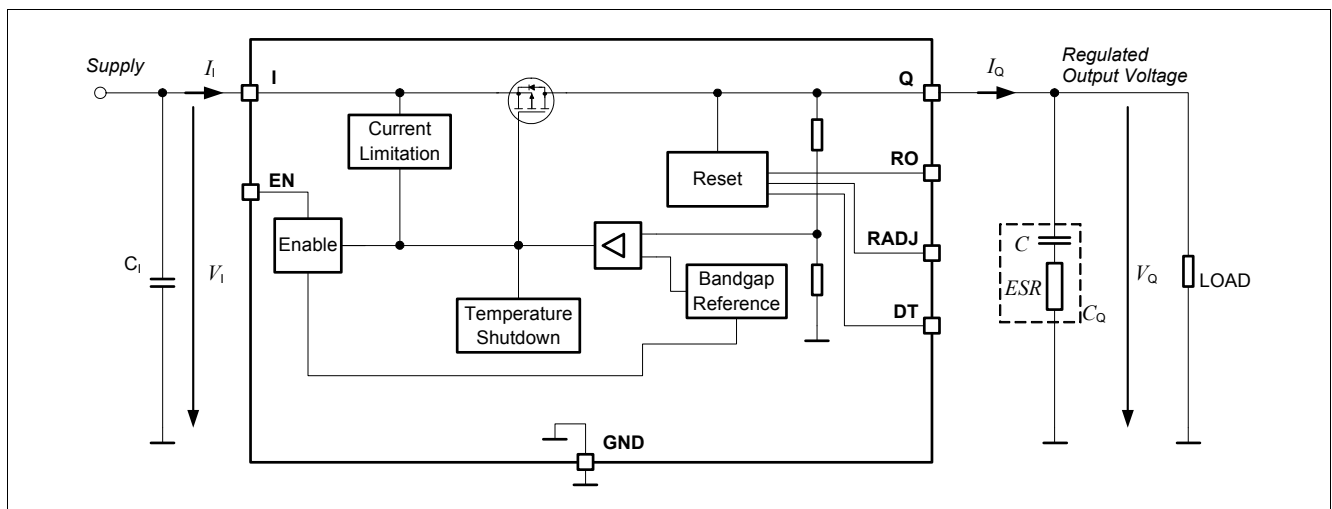 Supply
I_I
I
Q
I_Q
Regulated
Output Voltage
Current
Limitation
Reset
RO
EN
Enable
RADJ
C_I
V_I
Bandgap
Reference
Temperature
Shutdown
DT
C
ESR
C_Q
V_Q
LOAD
GND